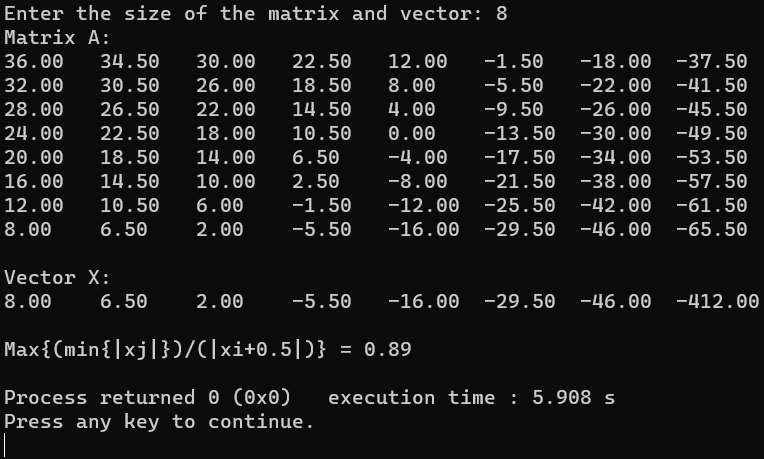 Enter the size of the matrix and vector: 8
Matrix A:
36.00 34.50 30.00 22.50 12.00 -1.50 -18.00 -37.50
32.00 30.50 26.00 18.50 8.00 -5.50 -22.00 -41.50
28.00 26.50 22.00 14.50 4.00 -9.50 -26.00 -45.50
24.00 22.50 18.00 10.50 0.00 -13.50 -30.00 -49.50
20.00 18.50 14.00 6.50 -4.00 -17.50 -34.00 -53.50
16.00 14.50 10.00 2.50 -8.00 -21.50 -38.00 -57.50
12.00 10.50 6.00 -1.50 -12.00 -25.50 -42.00 -61.50
8.00 6.50 2.00 -5.50 -16.00 -29.50 -46.00 -65.50
Vector X:
8.00 6.50 2.00 -5.50 -16.00 -29.50 -46.00 -412.00
Max{(min{|xj|})/(|xi+0.5|)} = 0.89
Process returned 0 (0x0) execution time : 5.908 s
Press any key to continue.